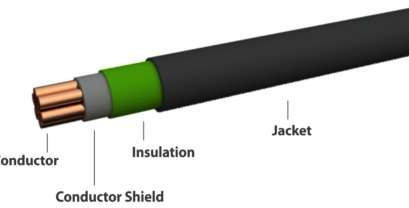 Jacket
Insulation
onductor
Conductor Shield